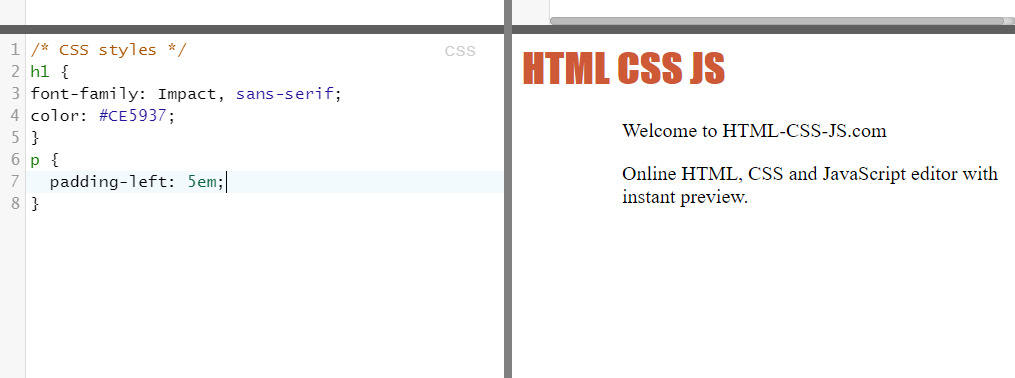 CSS
1 /* CSS styles */
2 h1 {
3 font-family: Impact, sans-serif;
4 color: #CE5937;
5 }
6 p {
7   padding-left: 5em;
8 }
HTML CSS JS
Welcome to HTML-CSS-JS.com
Online HTML, CSS and JavaScript editor with
instant preview.